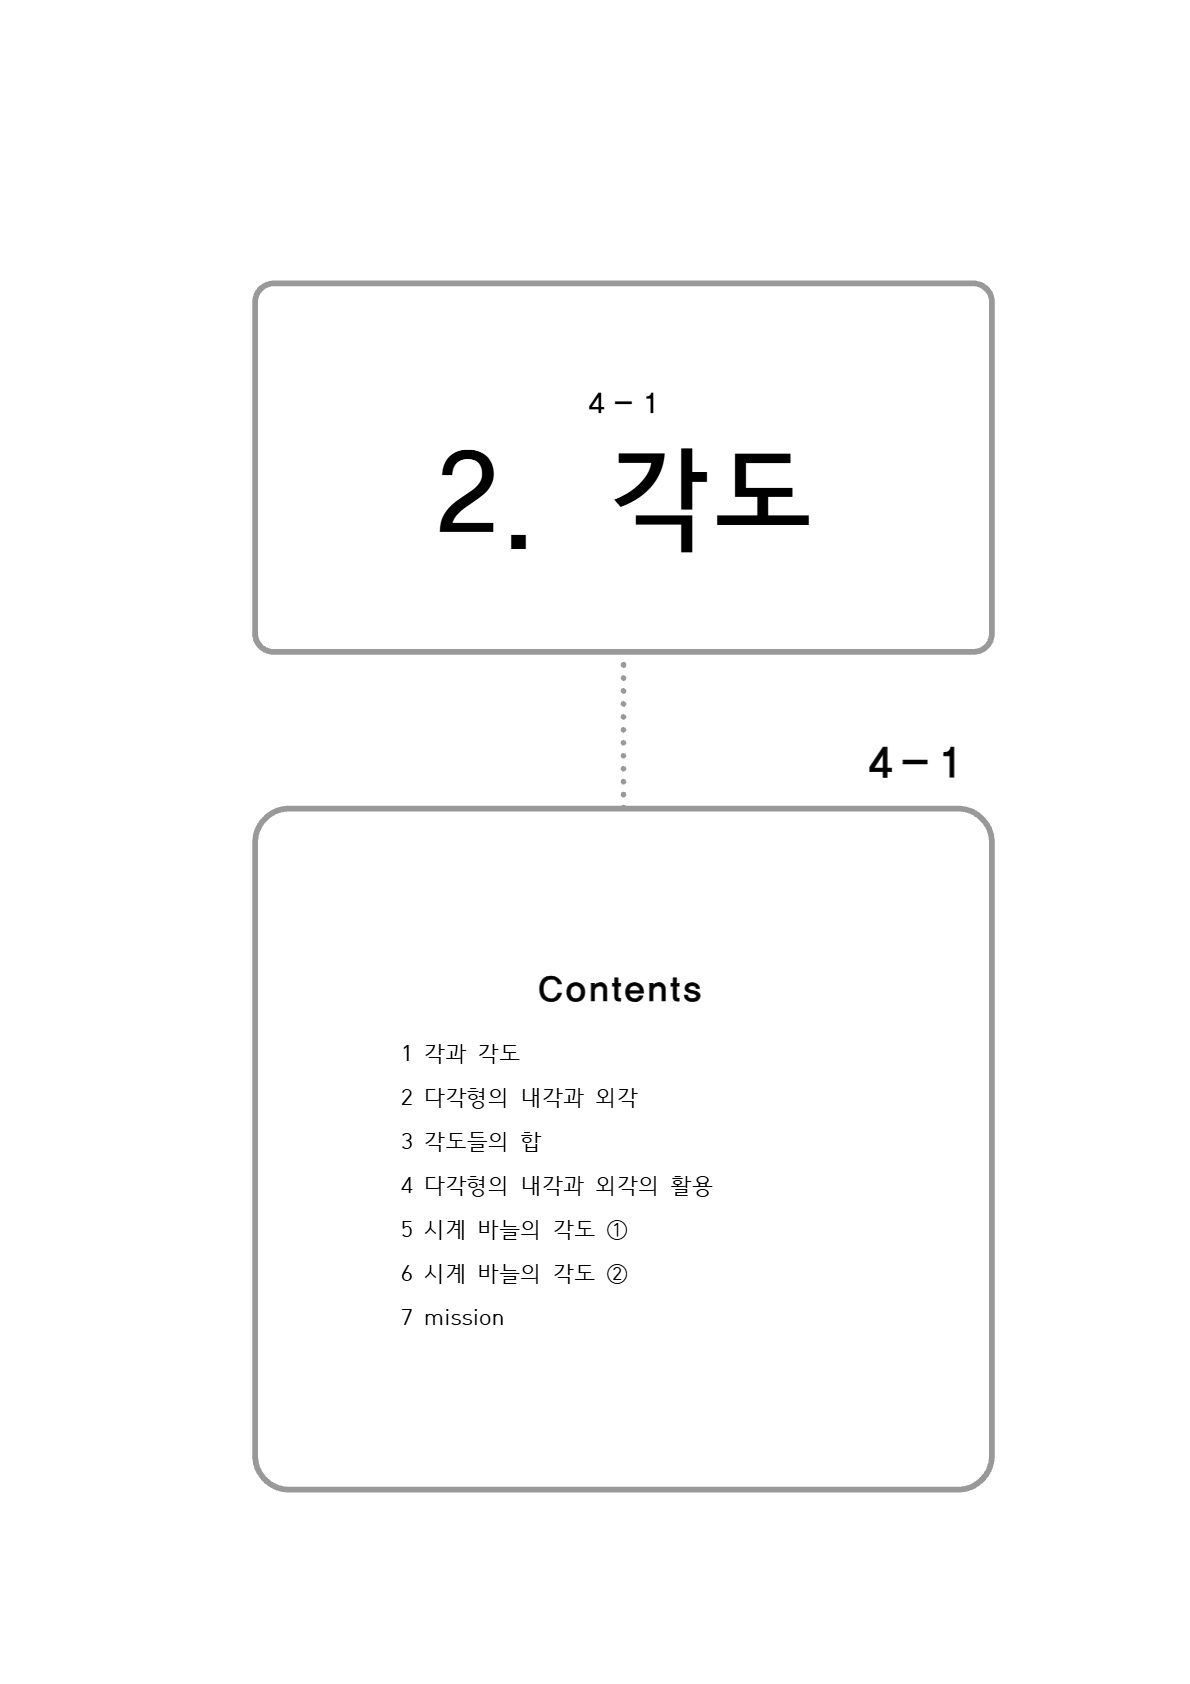 4 − 1
2. 각도
4 − 1
Contents
1 각과 각도
2 다각형의 내각과 외각
3 각도들의 합
4 다각형의 내각과 외각의 활용
5 시계 바늘의 각도 ①
6 시계 바늘의 각도 ②
7 mission